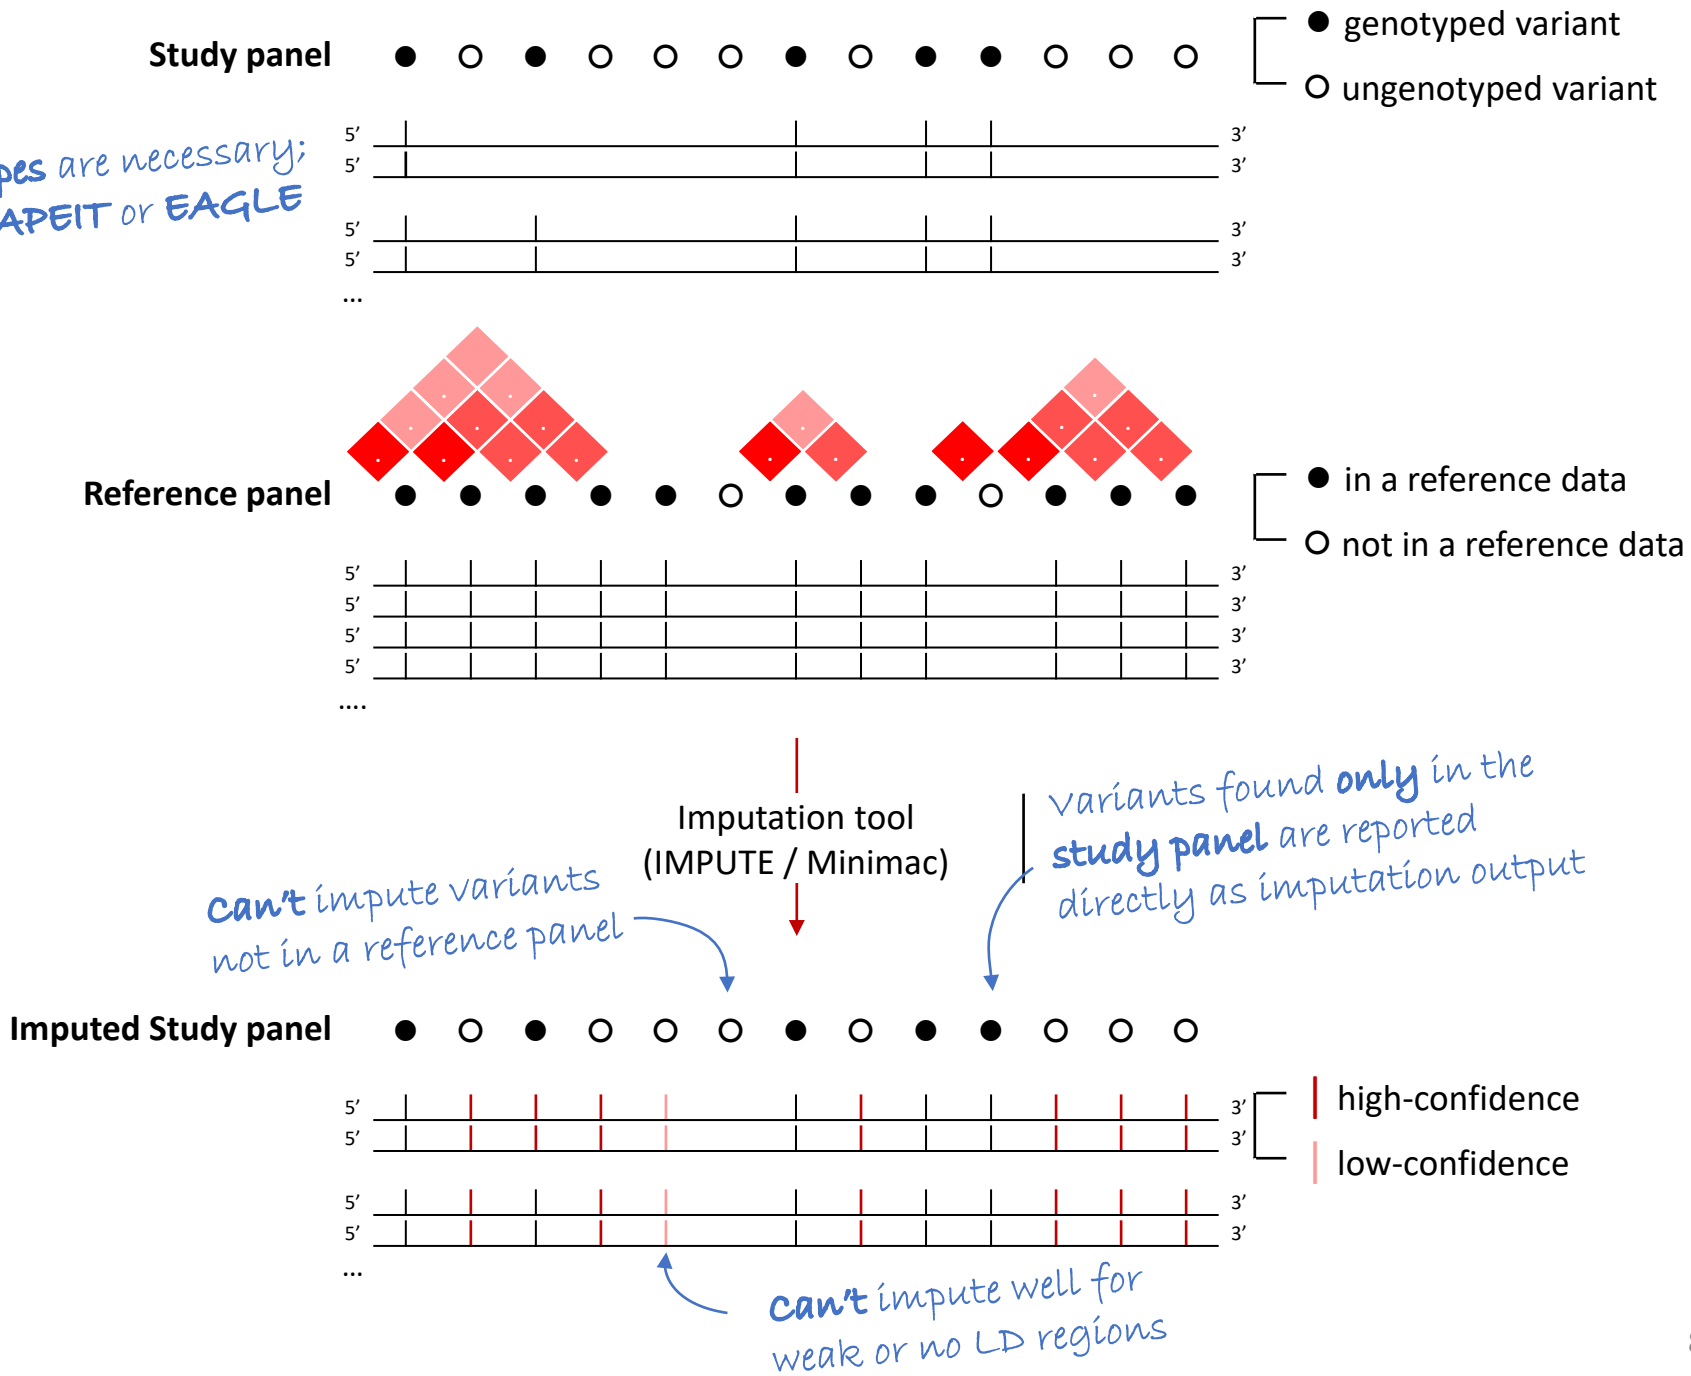 Study panel
genotyped variant
ungenotyped variant
are necessary;
or EAGLE
5’ 3’
5’ 3’
5’ 3’
5’ 3’
...
Reference panel
in a reference data
not in a reference data
5’ 3’
5’ 3’
5’ 3’
5’ 3’
....
Imputation tool
(IMPUTE / Minimac)
variants found only in the
study panel are reported
directly as imputation output
can't impute variants
not in a reference panel
Imputed Study panel
5’ 3’
5’ 3’
high-confidence
low-confidence
5’ 3’
5’ 3’
...
can't impute well for
weak or no LD regions